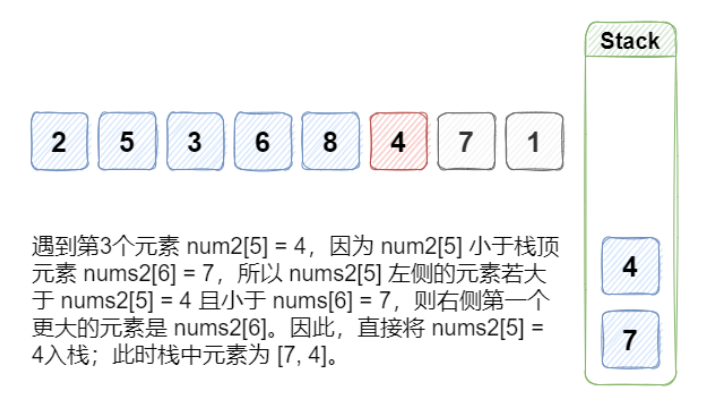 Stack
2 5 3 6 8 4 7 1
遇到第3个元素 num2[5] = 4，因为 num2[5] 小于栈顶
元素 nums2[6] = 7，所以 nums2[5] 左侧的元素若大
于 nums2[5] = 4 且小于 nums[6] = 7，则右侧第一个
更大的元素是 nums2[6]。因此，直接将 nums2[5] =
4入栈；此时栈中元素为 [7, 4]。
4
7